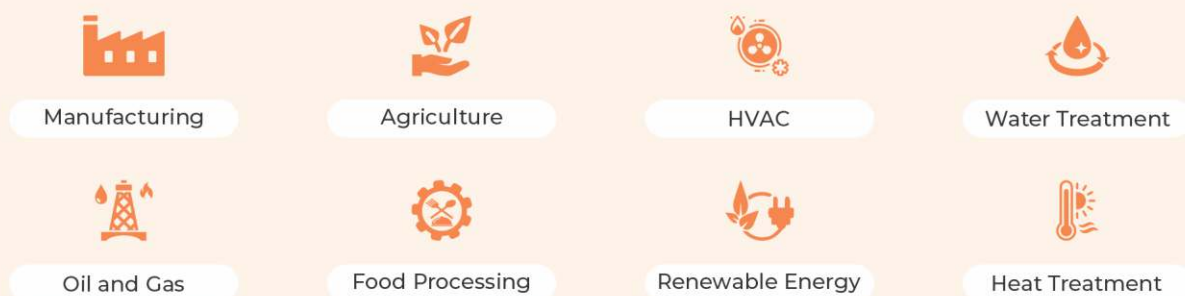 Manufacturing
Agriculture
HVAC
Water Treatment
Oil and Gas
Food Processing
Renewable Energy
Heat Treatment